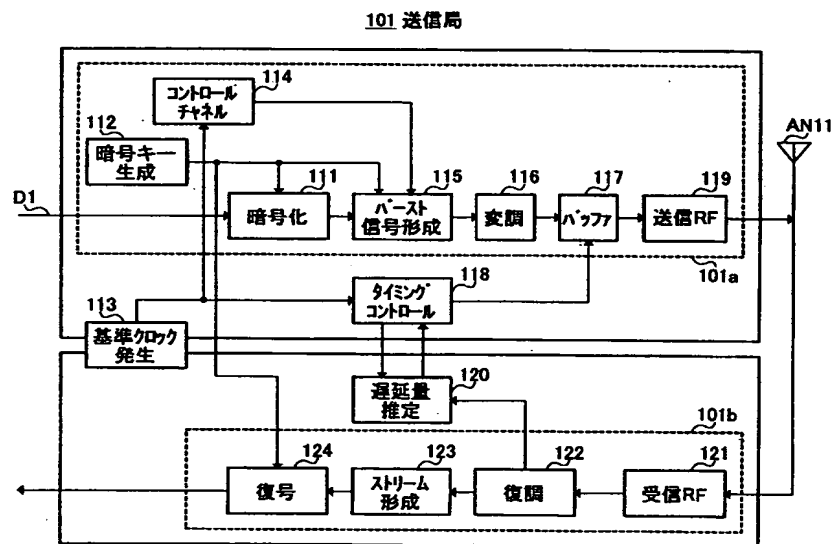 101 送信局
114
コントロール
チャネル
112
暗号キー
生成
AN11
111
115
116
117
119
D1
暗号化
バースト
信号形成
変調
バッファ
送信RF
101a
113
118
基準クロック
発生
タイミング
コントロール
120
遅延量
推定
101b
124
123
122
121
復号
ストリーム
形成
復調
受信RF